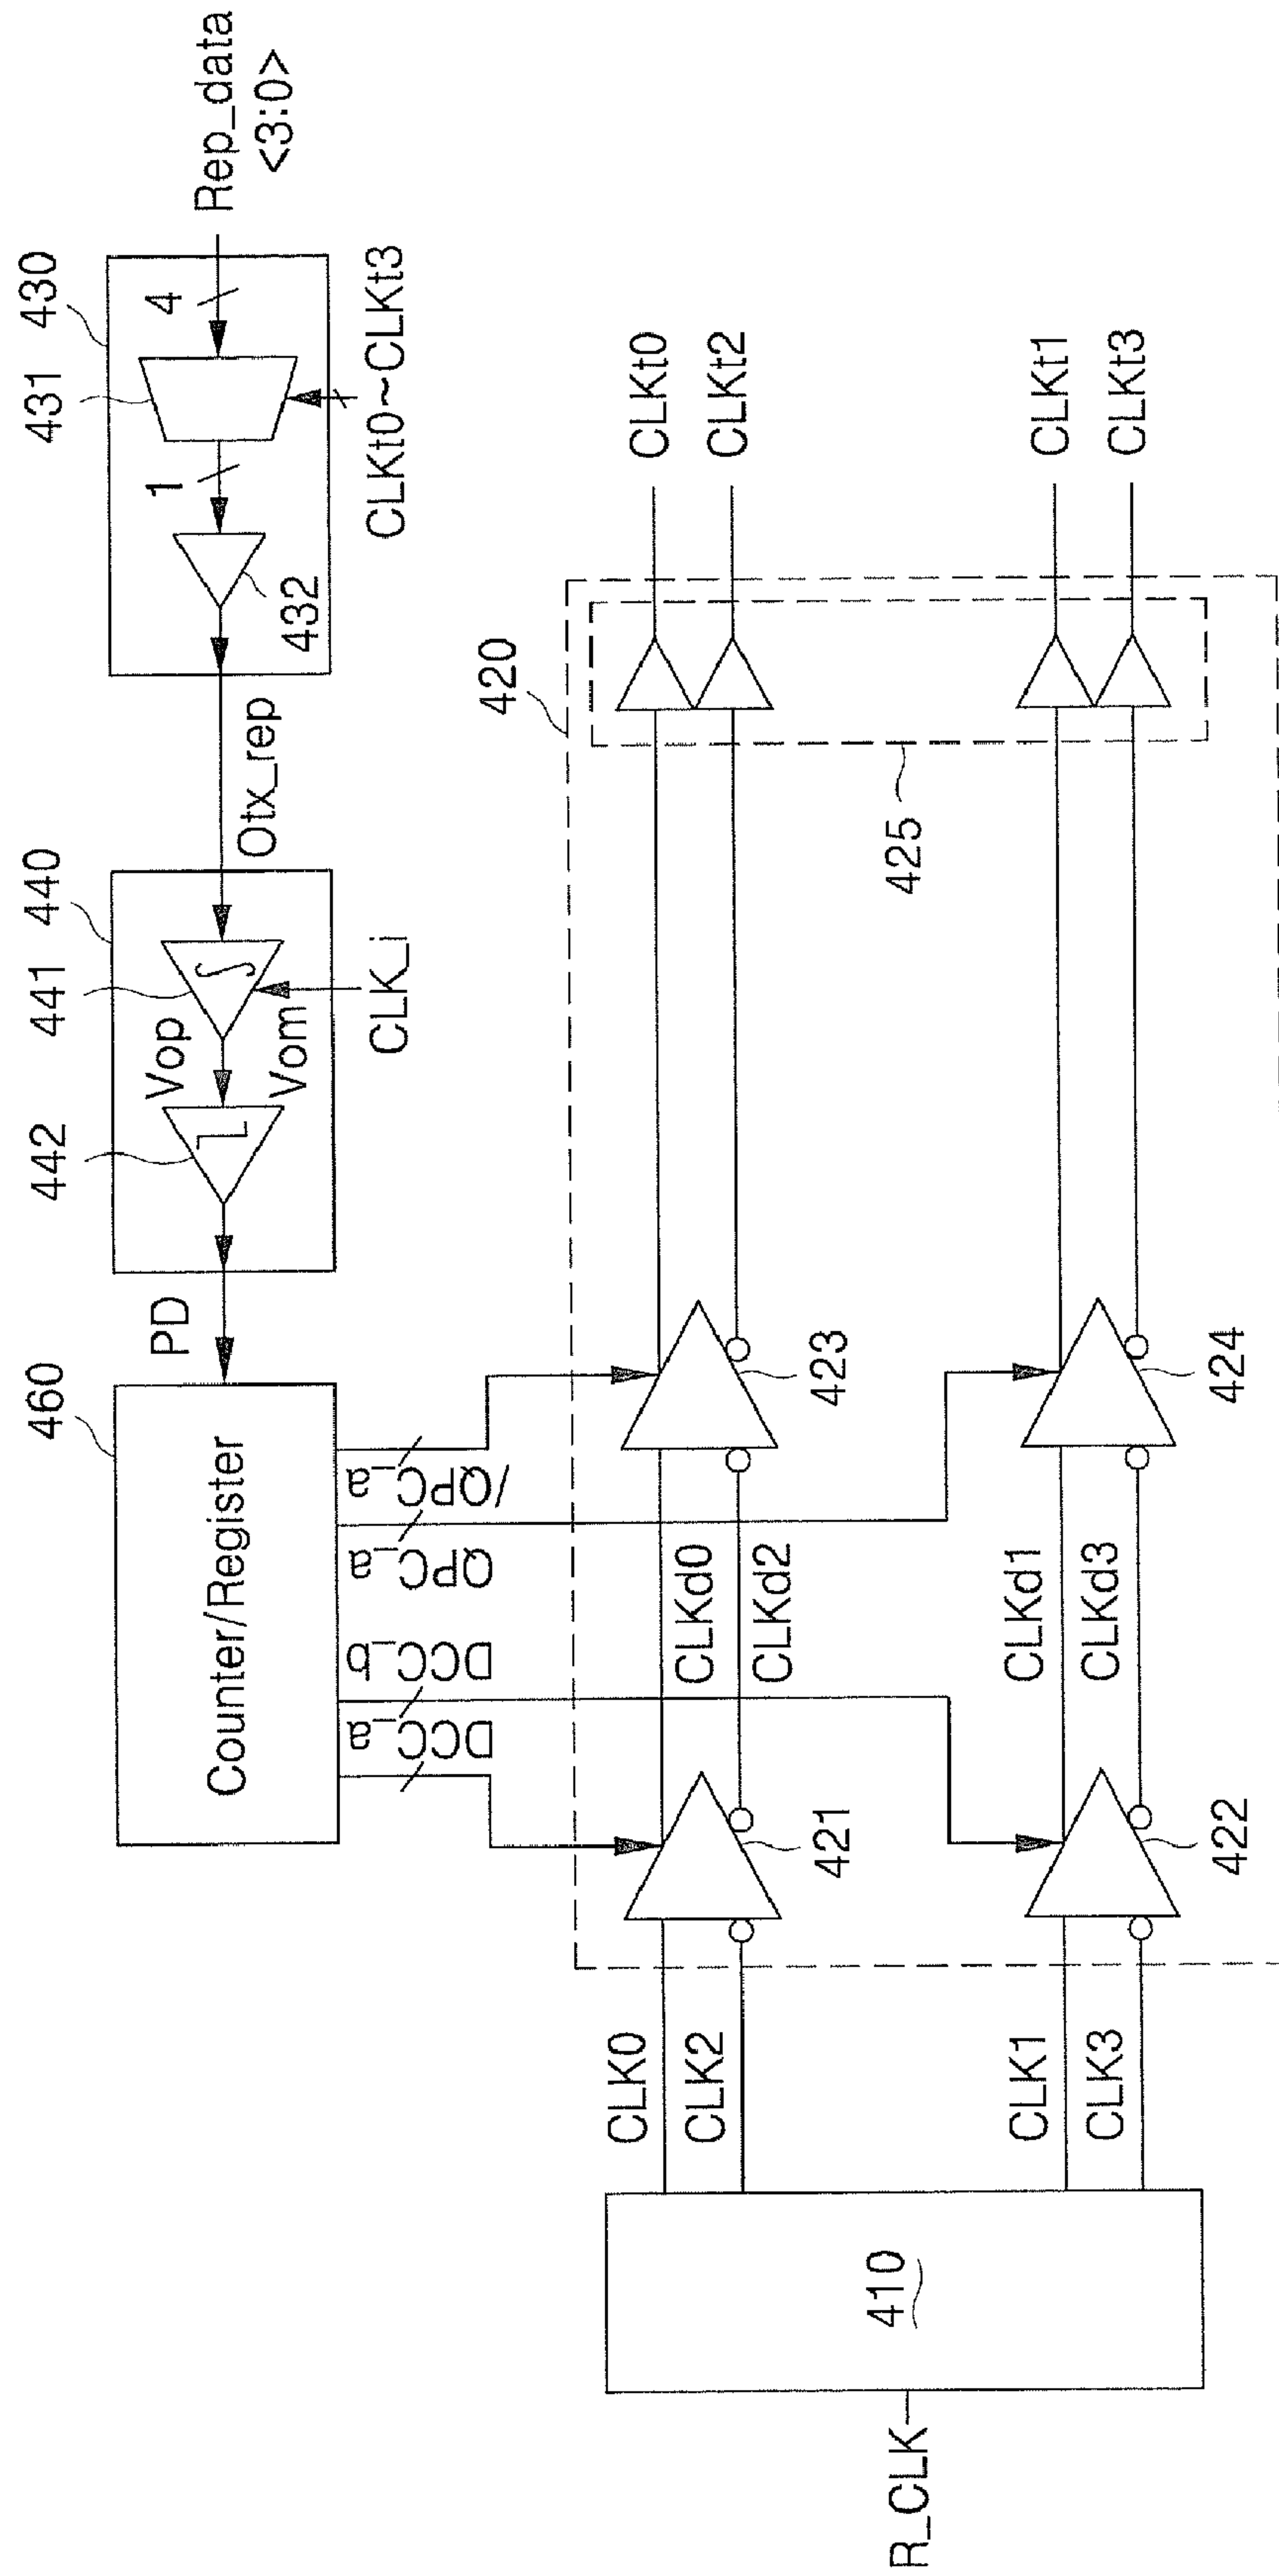 Rep_data
<3:0>
430
431
4
1
432
CLKt0~CLKt3
Otx_rep
440
441
442
Vop
Vom
CLK_i
PD
460
Counter/Register
/QPC_a
QPC_a
DCC_b
DCC_a
R_CLK
410
CLK0
CLK2
CLK1
CLK3
420
421
422
CLKd0
CLKd2
CLKd1
CLKd3
423
424
425
CLKt0
CLKt2
CLKt1
CLKt3